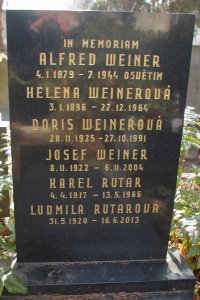 IN MEMORIAM
ALFRED WEINER
4.1.1879 - 7.1944 OSVĚTIM
HELENA WEINEROVÁ
3.1.1896 - 27.12.1964
DORIS WEINEROVÁ
28.11.1925 - 27.10.1991
JOSEF WEINER
8.11.1922 - 6.11.2004
KAREL RUTAR
4.4.1917 - 13.5.1966
LUDMILA RUTAROVÁ
31.5.1920 - 16.6.2013